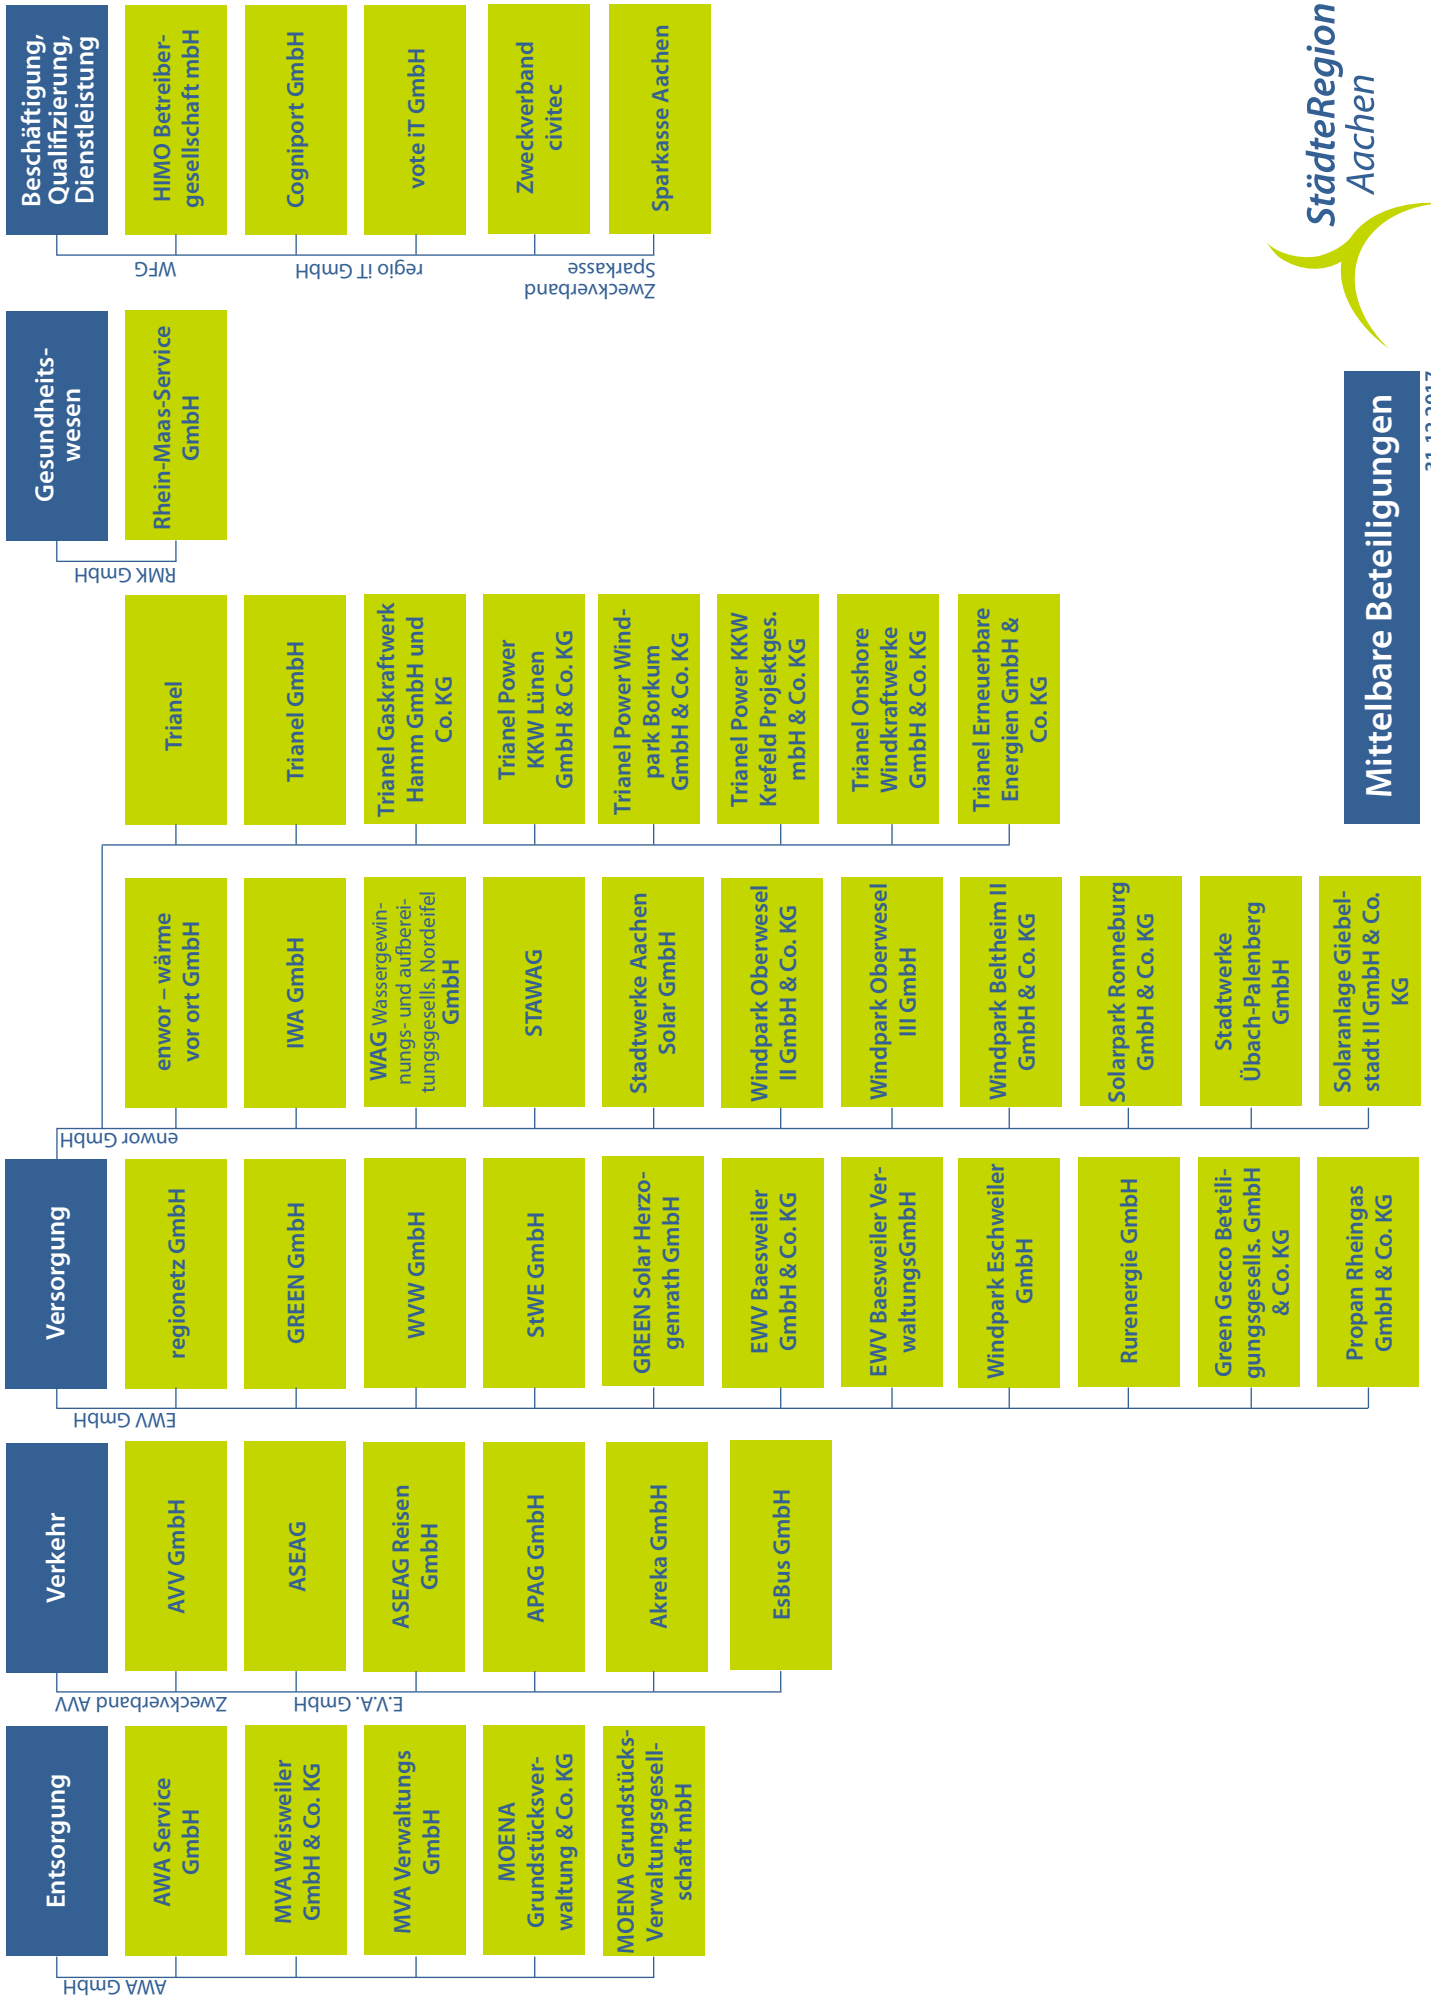 Entsorgung
AWA GmbH
AWA Service
GmbH
MVA Weisweiler
GmbH & Co. KG
MVA Verwaltungs
GmbH
MOENA
Grundstücksver-
waltung & Co. KG
MOENA Grundstücks-
Verwaltungsgesell-
schaft mbH
Verkehr
Zweckverband AVV
AVV GmbH
E.V.A. GmbH
ASEAG
ASEAG Reisen
GmbH
APAG GmbH
Akreka GmbH
EsBus GmbH
Versorgung
EWV GmbH
regionetz GmbH
GREEN GmbH
WVW GmbH
StWE GmbH
GREEN Solar Herzo-
genrath GmbH
EWV Baesweiler
GmbH & Co. KG
EWV Baesweiler Ver-
waltungsGmbH
Windpark Eschweiler
GmbH
Rurenergie GmbH
Green Gecco Beteili-
gungsgesells. GmbH
& Co. KG
Propan Rheingas
GmbH & Co. KG
enwor GmbH
enwor – wärme
vor ort GmbH
IWA GmbH
WAG Wassergewin-
nungs- und aufberei-
tungsgesells. Nordeifel
GmbH
STAWAG
Stadtwerke Aachen
Solar GmbH
Windpark Oberwesel
II GmbH & Co. KG
Windpark Oberwesel
III GmbH
Windpark Beltheim II
GmbH & Co. KG
Solarpark Ronneburg
GmbH & Co. KG
Stadtwerke
Übach-Palenberg
GmbH
Solaranlage Giebel-
stadt II GmbH & Co.
KG
Trianel
Trianel GmbH
Trianel Gaskraftwerk
Hamm GmbH und
Co. KG
Trianel Power
KKW Lünen
GmbH & Co. KG
Trianel Power Wind-
park Borkum
GmbH & Co. KG
Trianel Power KKW
Krefeld Projektges.
mbH & Co. KG
Trianel Onshore
Windkraftwerke
GmbH & Co. KG
Trianel Erneuerbare
Energien GmbH &
Co. KG
Gesundheits-
wesen
RMK GmbH
Rhein-Maas-Service
GmbH
Beschäftigung,
Qualifizierung,
Dienstleistung
WFG
HIMO Betreiber-
gesellschaft mbH
regio iT GmbH
Cogniport GmbH
vote iT GmbH
Zweckverband
civitec
Zweckverband
Sparkasse
Sparkasse Aachen
Mittelbare Beteiligungen
31.12.2017
StädteRegion
Aachen